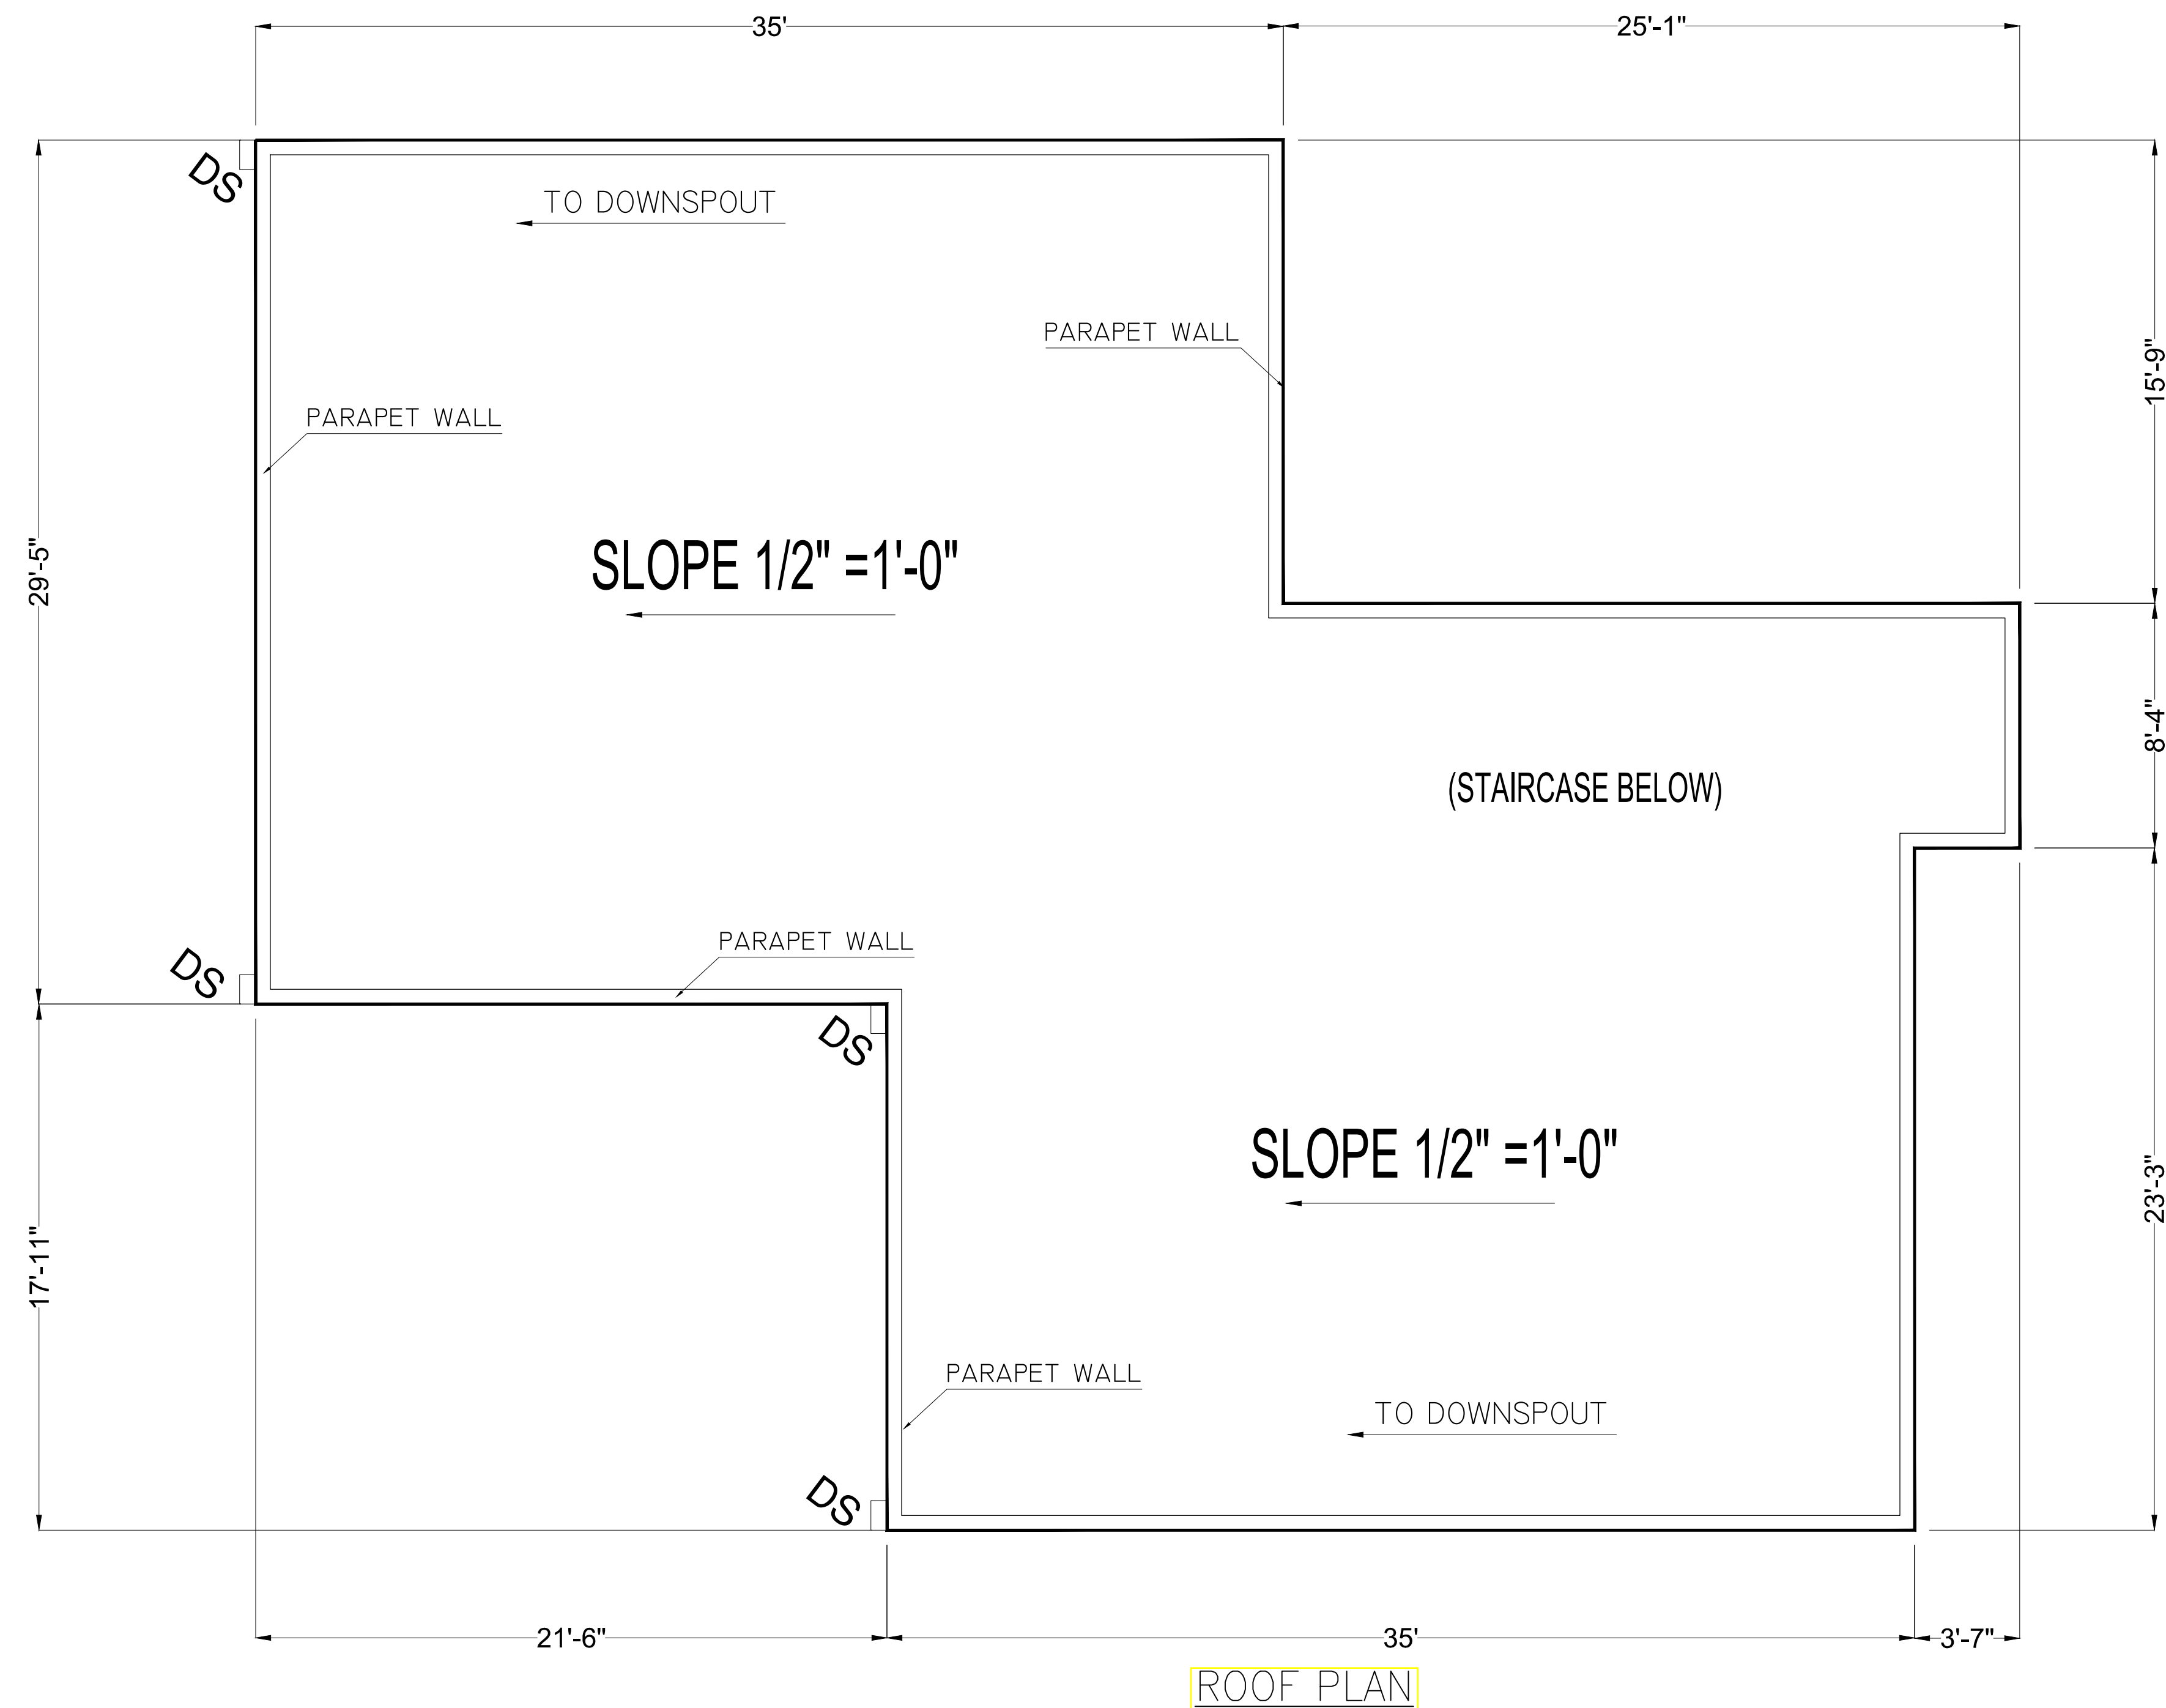 35'
25'-1"
DS
TO DOWNSPOUT
PARAPET WALL
15'-9"
PARAPET WALL
29'-5"
SLOPE 1/2" =1'-0"
8'-4"
(STAIRCASE BELOW)
PARAPET WALL
DS
DS
SLOPE 1/2" =1'-0"
23'-3"
17'-11"
PARAPET WALL
TO DOWNSPOUT
DS
21'-6"
35'
3'-7"
ROOF PLAN